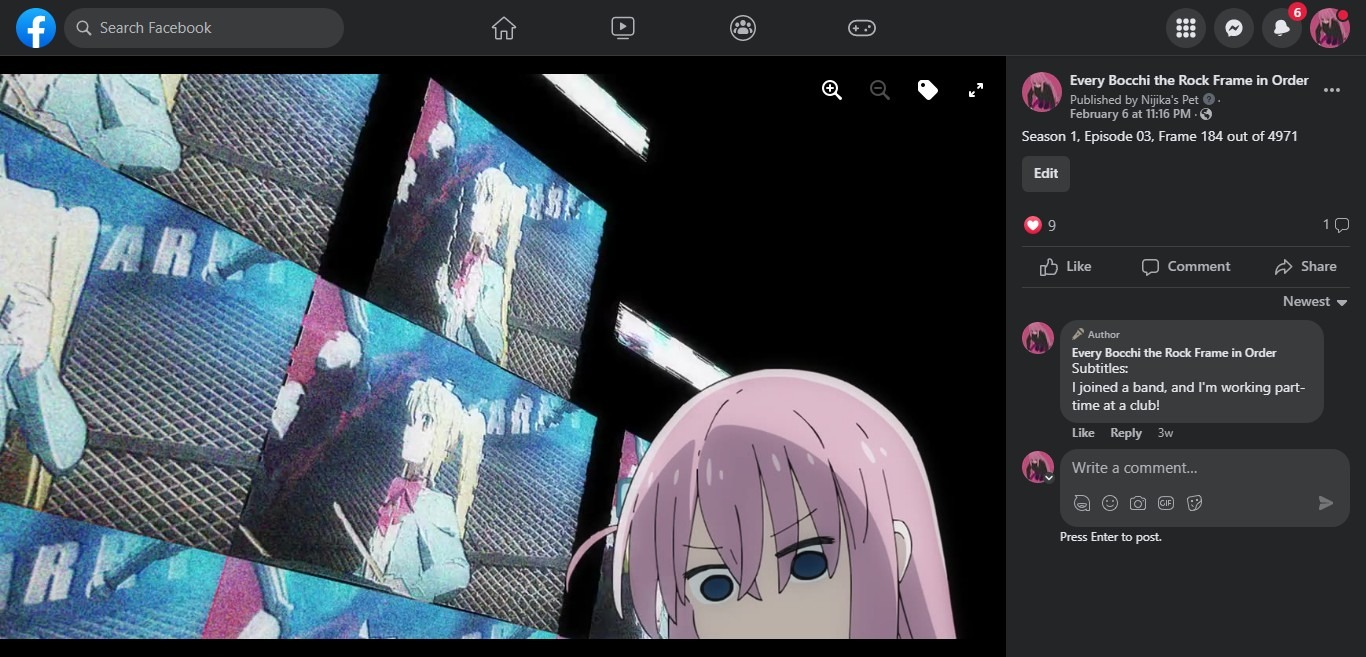 Search Facebook
6
Every Bocchi the Rock Frame in Order
Published by Nijika's Pet ·
February 6 at 11:16 PM ·
Season 1, Episode 03, Frame 184 out of 4971
Edit
9
1
Like
Comment
Share
Newest
Author
Every Bocchi the Rock Frame in Order
Subtitles:
I joined a band, and I'm working part-
time at a club!
Like Reply 3w
Write a comment...
GIF
Press Enter to post.
TARRY
ARRY